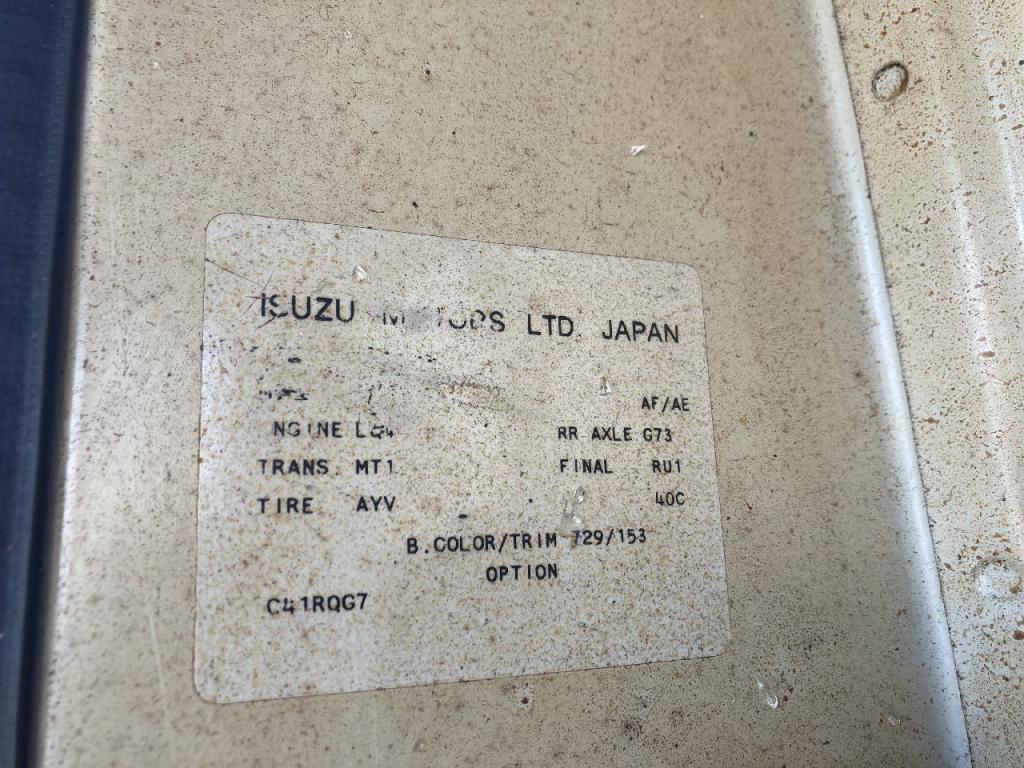 ISUZU MOTORS LTD. JAPAN
AF/AE
NGINE LQ4 RR AXLE G73
TRANS. MT1 FINAL RU1
TIRE AYV 40C
B.COLOR/TRIM 729/153
OPTION
C41RQG7